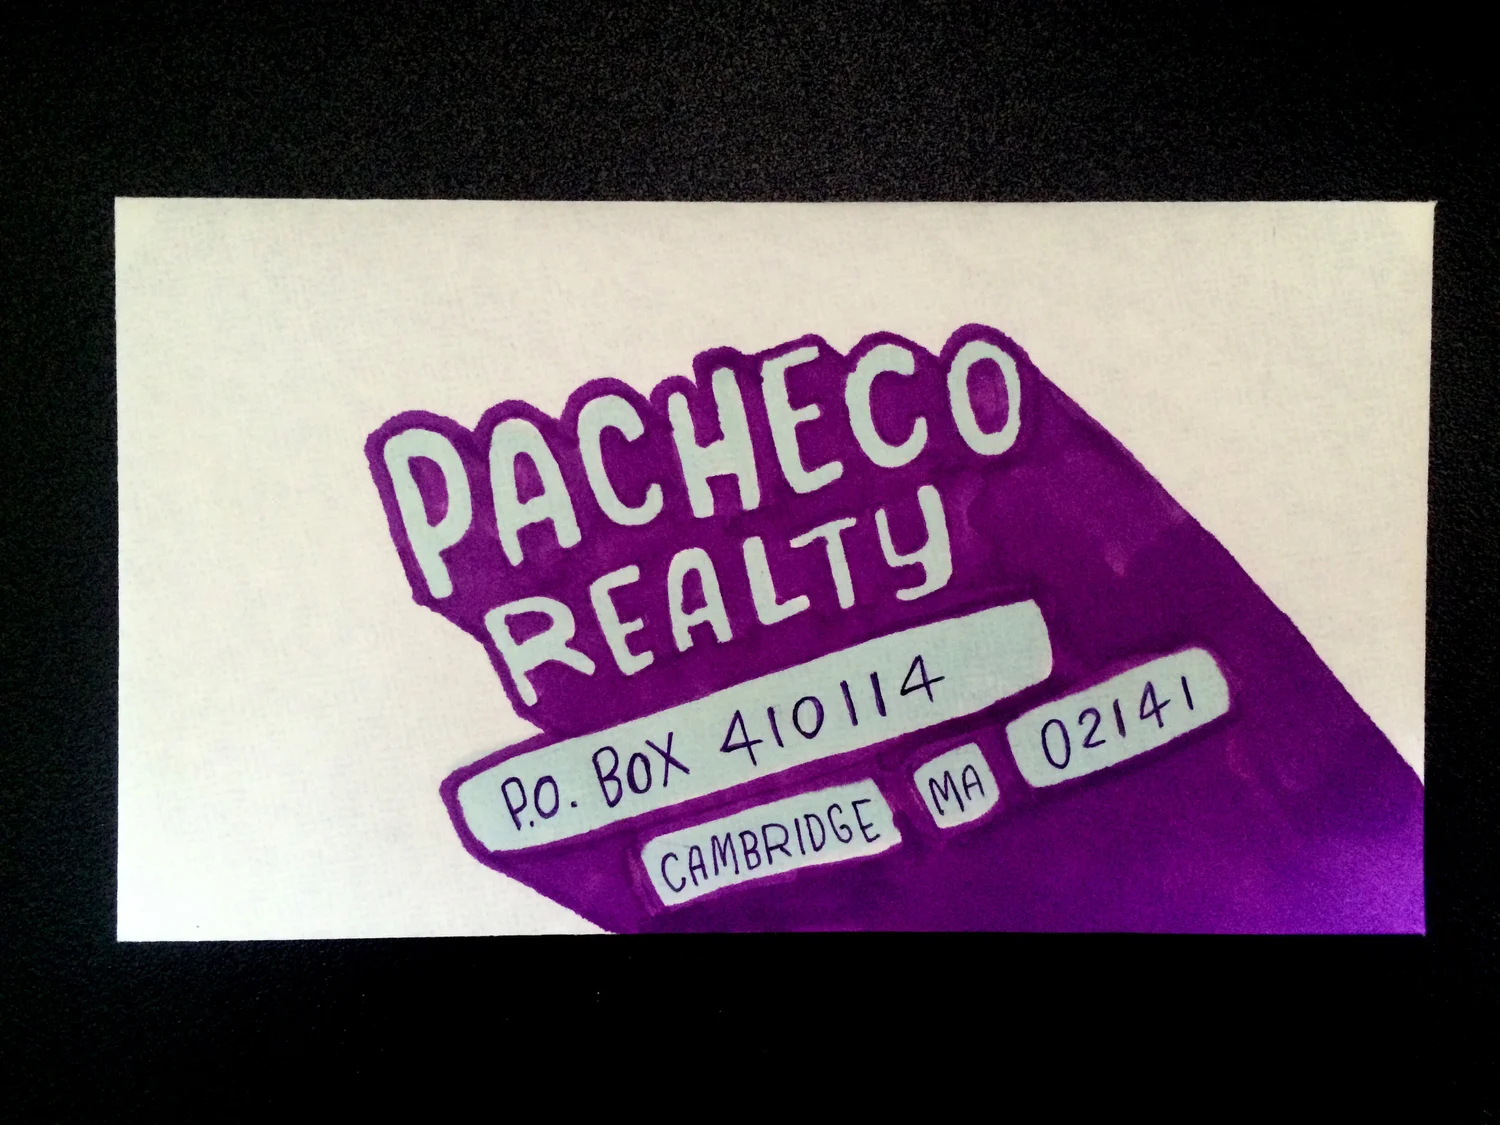 PACHECO
REALTY
P.O. BOX 410114
CAMBRIDGE MA 02141